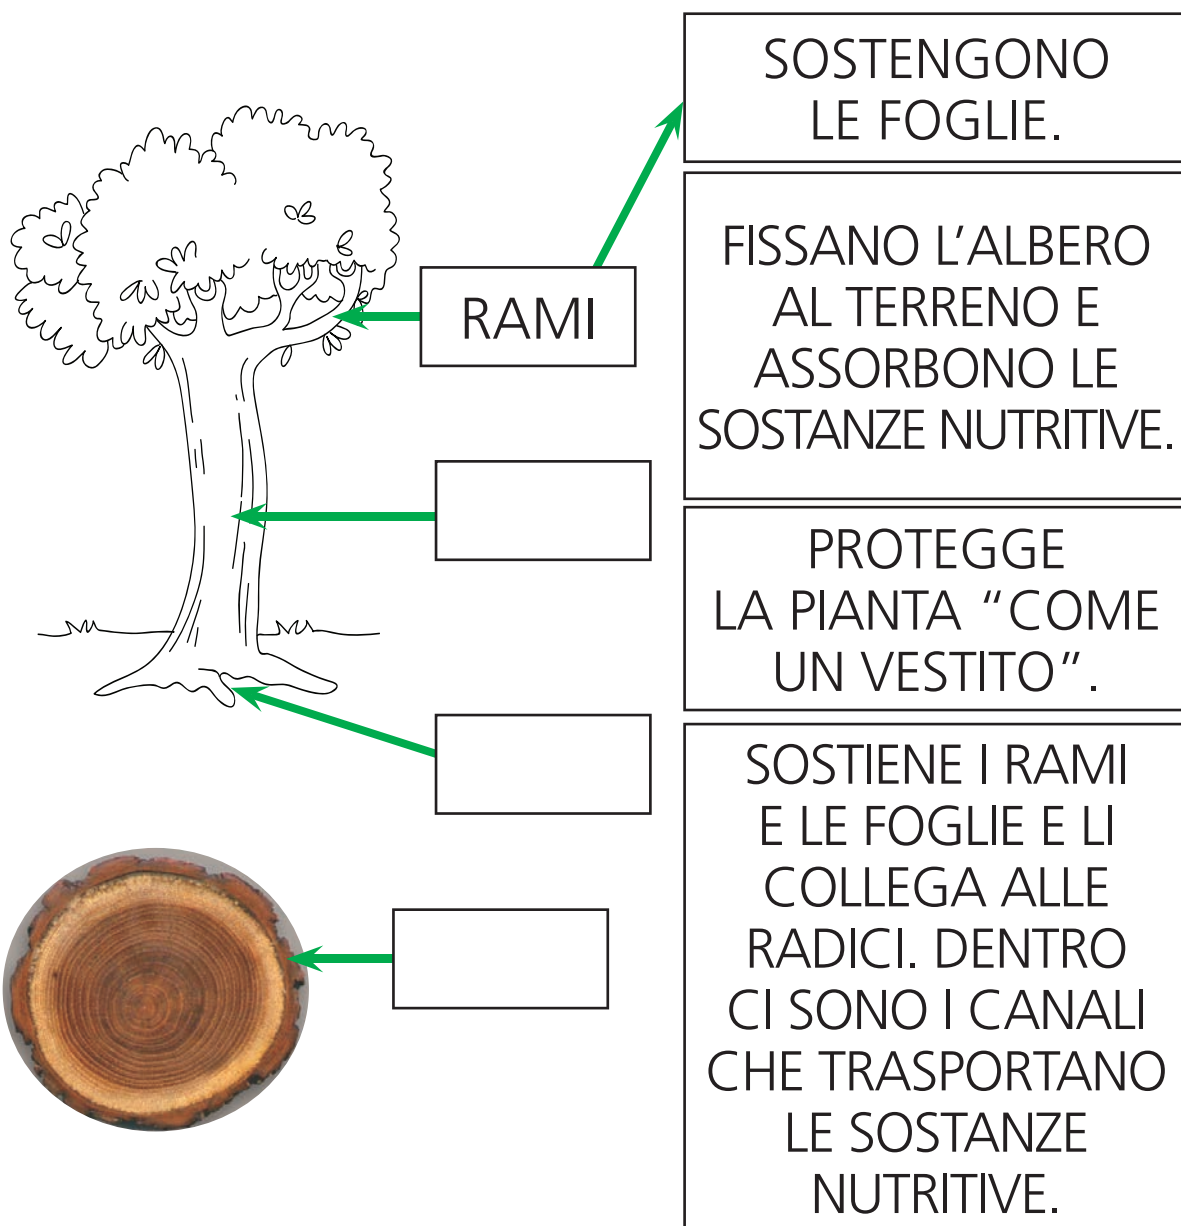 SOSTENGONO
LE FOGLIE.
RAMI
FISSANO L'ALBERO
AL TERRENO E
ASSORBONO LE
SOSTANZE NUTRITIVE.
PROTEGGE
LA PIANTA “COME
UN VESTITO”.
SOSTIENE I RAMI
E LE FOGLIE E LI
COLLEGA ALLE
RADICI. DENTRO
CI SONO I CANALI
CHE TRASPORTANO
LE SOSTANZE
NUTRITIVE.